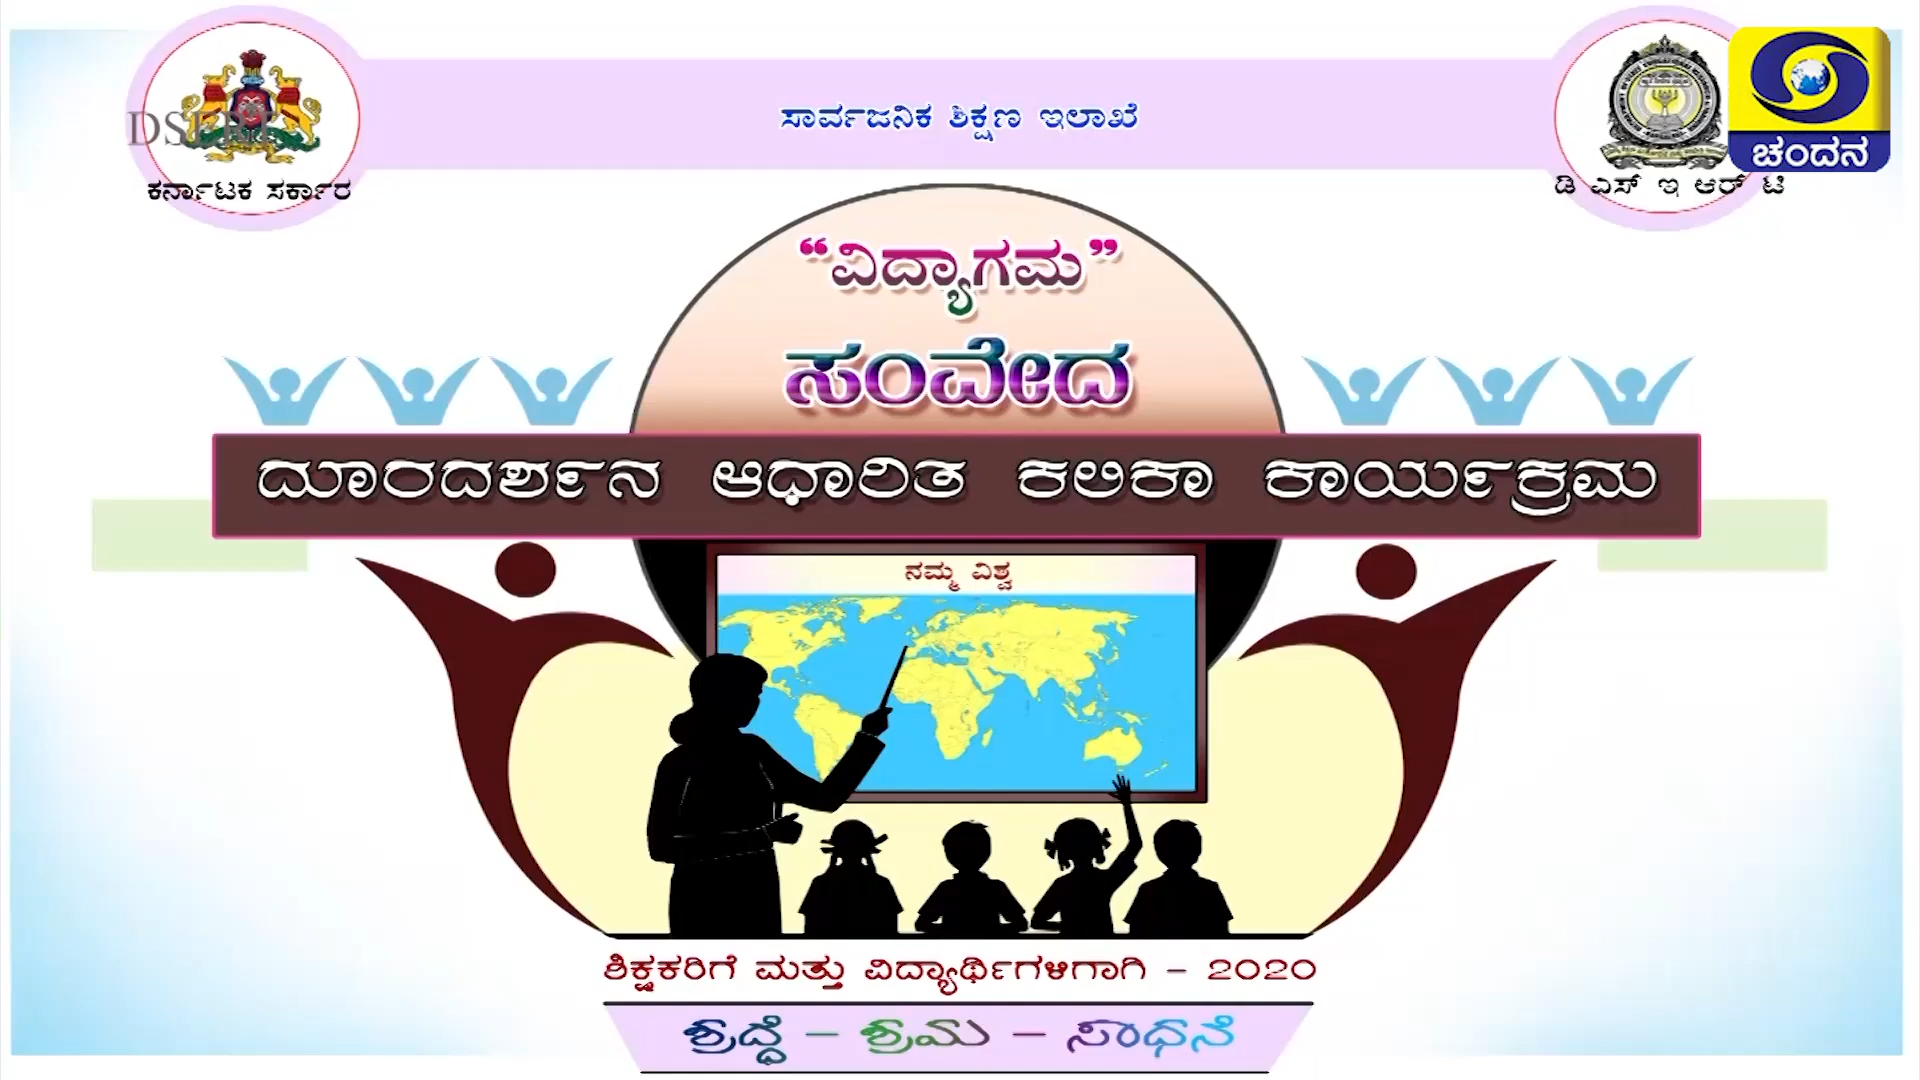 ಸಾರ್ವಜನಿಕ ಶಿಕ್ಷಣ ಇಲಾಖೆ
DSERT
ಕರ್ನಾಟಕ ಸರ್ಕಾರ
ಚಂದನ
ಡಿ ಎಸ್ ಇ ಆರ್ ಟಿ
“ವಿದ್ಯಾಗಮ”
ಸಂವೇದ
ದೂರದರ್ಶನ ಆಧಾರಿತ ಕಲಿಕಾ ಕಾರ್ಯಕ್ರಮ
ನಮ್ಮ ವಿಶ್ವ
ಶಿಕ್ಷಕರಿಗೆ ಮತ್ತು ವಿದ್ಯಾರ್ಥಿಗಳಿಗಾಗಿ – 2020
ಶ್ರದ್ಧೆ – ಶ್ರಮ – ಸಾಧನೆ